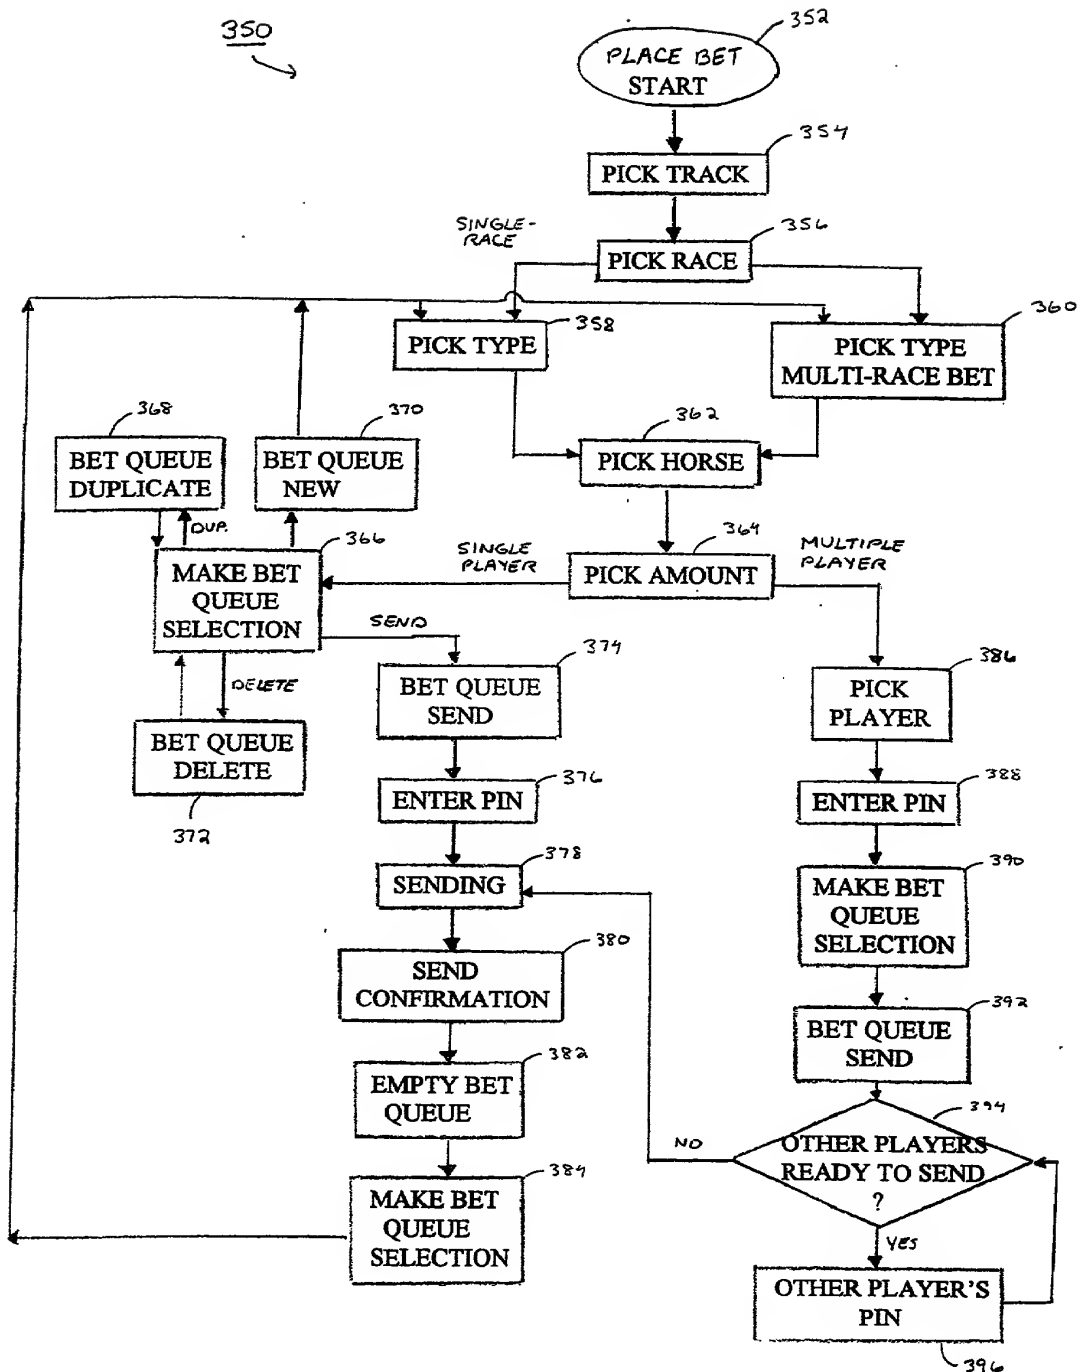 350
352
PLACE BET
START
354
PICK TRACK
SINGLE-
RACE
356
PICK RACE
358
PICK TYPE
360
PICK TYPE
MULTI-RACE BET
368
BET QUEUE
DUPLICATE
370
BET QUEUE
NEW
362
PICK HORSE
DUP.
366
MAKE BET
QUEUE
SELECTION
SINGLE
PLAYER
364
PICK AMOUNT
MULTIPLE
PLAYER
SEND
DELETE
BET QUEUE
DELETE
372
374
BET QUEUE
SEND
376
ENTER PIN
378
SENDING
380
SEND
CONFIRMATION
382
EMPTY BET
QUEUE
384
MAKE BET
QUEUE
SELECTION
386
PICK
PLAYER
388
ENTER PIN
390
MAKE BET
QUEUE
SELECTION
392
BET QUEUE
SEND
394
NO
OTHER PLAYERS
READY TO SEND
?
YES
OTHER PLAYER'S
PIN
396